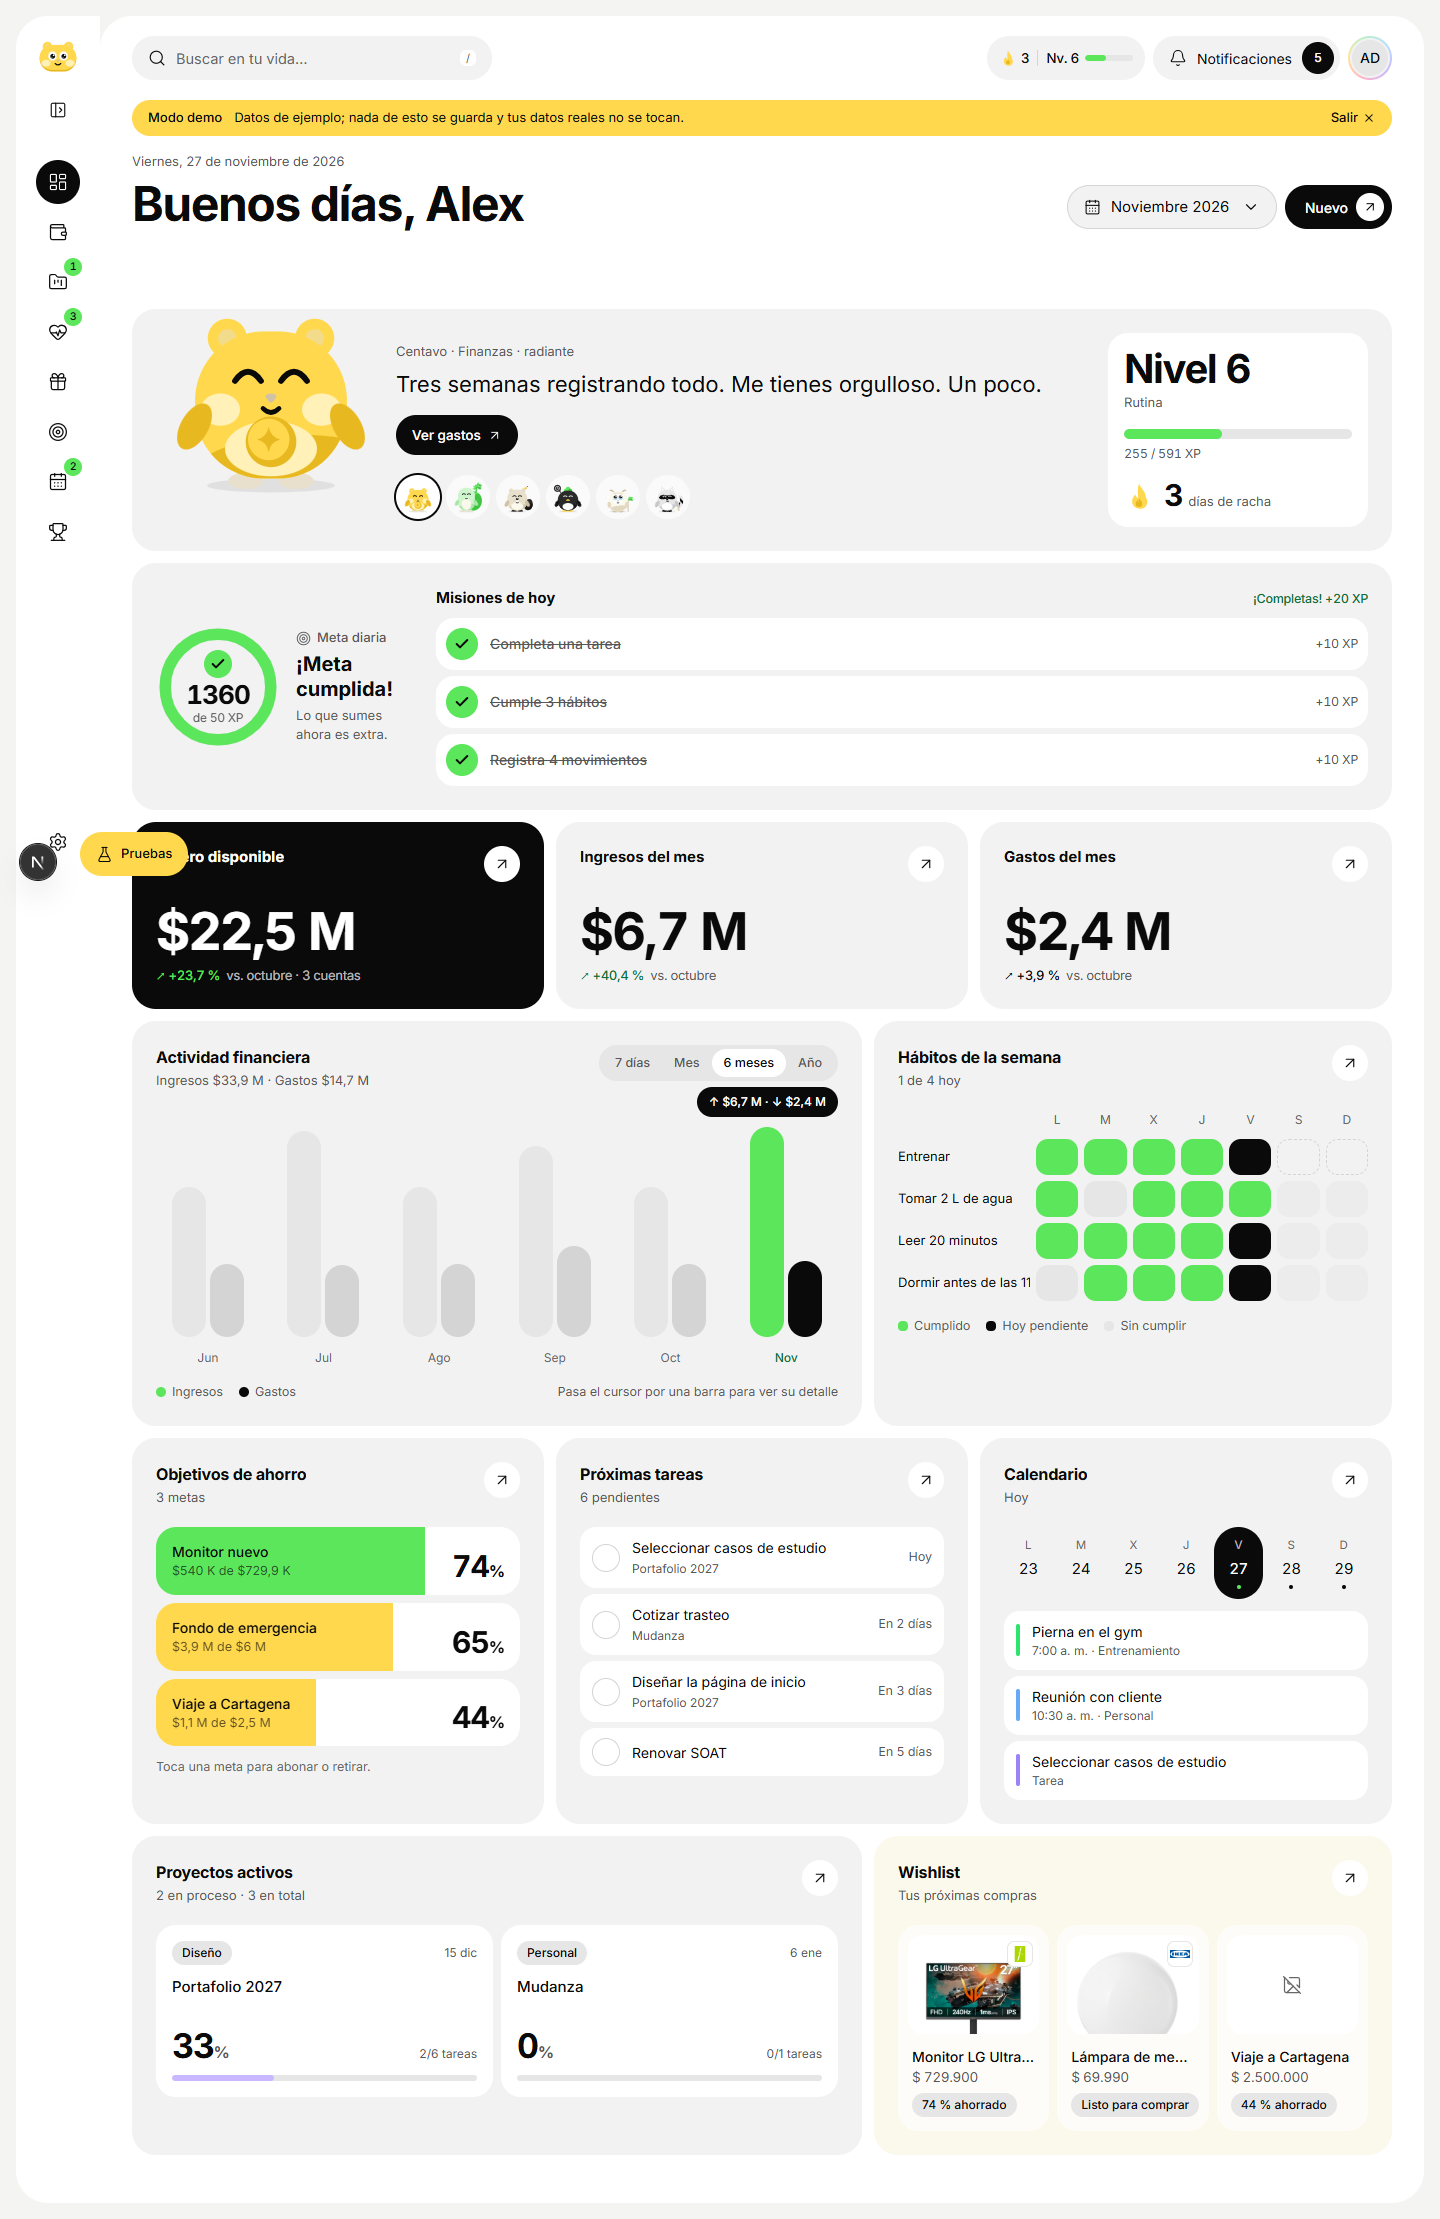 Buscar en tu vida...
/
3
Nv. 6
Notificaciones
5
AD
Modo demo
Datos de ejemplo; nada de esto se guarda y tus datos reales no se tocan.
Salir
Viernes, 27 de noviembre de 2026
Buenos días, Alex
Noviembre 2026
Nuevo
1
3
2
Centavo · Finanzas · radiante
Tres semanas registrando todo. Me tienes orgulloso. Un poco.
Ver gastos
Nivel 6
Rutina
255 / 591 XP
3 días de racha
1360
de 50 XP
Meta diaria
¡Meta
cumplida!
Lo que sumes
ahora es extra.
Misiones de hoy
¡Completas! +20 XP
Completa una tarea
+10 XP
Cumple 3 hábitos
+10 XP
Registra 4 movimientos
+10 XP
N
Pruebas
ero disponible
$22,5 M
+23,7 % vs. octubre · 3 cuentas
Ingresos del mes
$6,7 M
+40,4 % vs. octubre
Gastos del mes
$2,4 M
+3,9 % vs. octubre
Actividad financiera
Ingresos $33,9 M · Gastos $14,7 M
7 días
Mes
6 meses
Año
↑ $6,7 M · ↓ $2,4 M
Jun
Jul
Ago
Sep
Oct
Nov
Ingresos
Gastos
Pasa el cursor por una barra para ver su detalle
Hábitos de la semana
1 de 4 hoy
L
M
X
J
V
S
D
Entrenar
Tomar 2 L de agua
Leer 20 minutos
Dormir antes de las 11
Cumplido
Hoy pendiente
Sin cumplir
Objetivos de ahorro
3 metas
Monitor nuevo
$540 K de $729,9 K
74%
Fondo de emergencia
$3,9 M de $6 M
65%
Viaje a Cartagena
$1,1 M de $2,5 M
44%
Toca una meta para abonar o retirar.
Próximas tareas
6 pendientes
Seleccionar casos de estudio
Portafolio 2027
Hoy
Cotizar trasteo
Mudanza
En 2 días
Diseñar la página de inicio
Portafolio 2027
En 3 días
Renovar SOAT
En 5 días
Calendario
Hoy
L
M
X
J
V
S
D
23
24
25
26
27
28
29
Pierna en el gym
7:00 a. m. · Entrenamiento
Reunión con cliente
10:30 a. m. · Personal
Seleccionar casos de estudio
Tarea
Proyectos activos
2 en proceso · 3 en total
Diseño
15 dic
Portafolio 2027
33%
2/6 tareas
Personal
6 ene
Mudanza
0%
0/1 tareas
Wishlist
Tus próximas compras
LG UltraGear
27"
FHD
240Hz
1ms
IPS
Monitor LG Ultra...
$ 729.900
74 % ahorrado
IKEA
Lámpara de me...
$ 69.990
Listo para comprar
Viaje a Cartagena
$ 2.500.000
44 % ahorrado